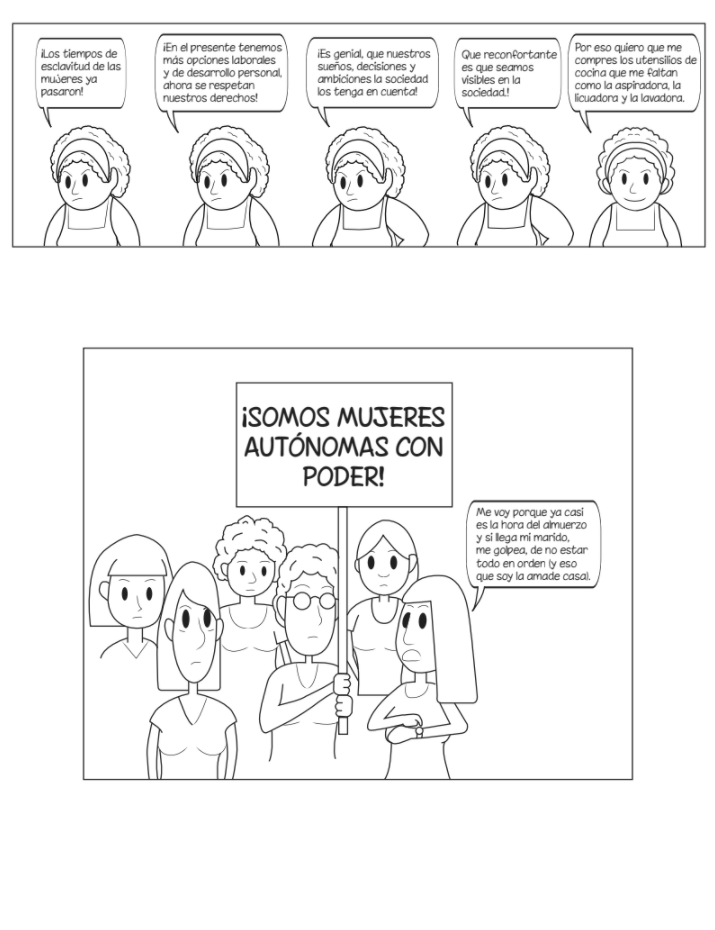 ¡Los tiempos de
esclavitud de las
mujeres ya
pasaron!
¡En el presente tenemos
más opciones laborales
y de desarrollo personal,
ahora se respetan
nuestros derechos!
¡Es genial, que nuestros
sueños, decisiones y
ambiciones la sociedad
los tenga en cuenta!
Que reconfortante
es que seamos
visibles en la
sociedad.!
Por eso quiero que me
compres los utensilios de
cocina que me faltan
como la aspiradora, la
licuadora y la lavadora.
¡SOMOS MUJERES
AUTÓNOMAS CON
PODER!
Me voy porque ya casi
es la hora del almuerzo
y si llega mi marido,
me golpea, de no estar
todo en orden (y eso
que soy la amade casa).